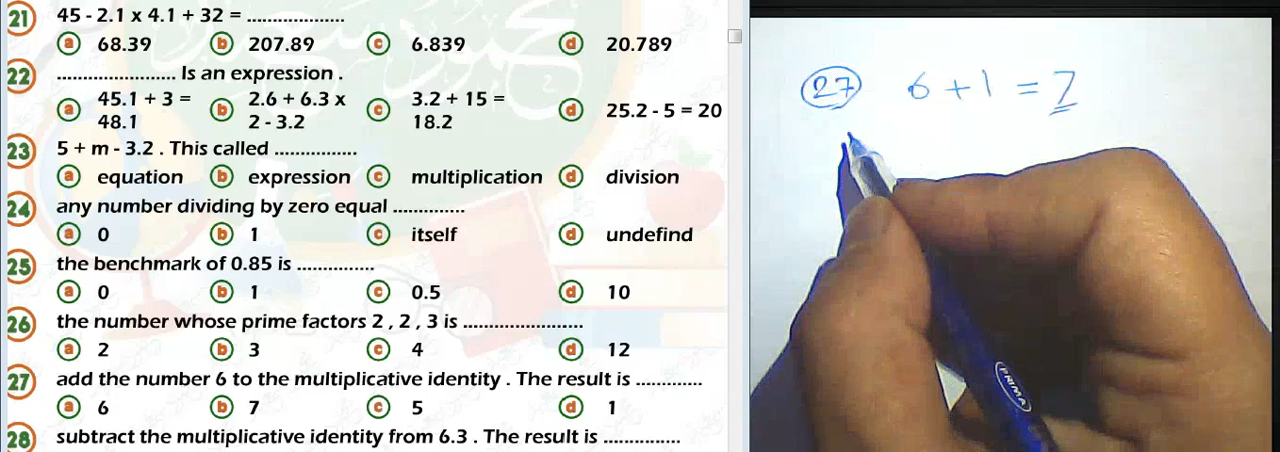 21 45 - 2.1 x 4.1 + 32 = ...................
a 68.39 b 207.89 c 6.839 d 20.789
22 ....................... Is an expression .
a 45.1 + 3 = 48.1 b 2.6 + 6.3 x 2 - 3.2 c 3.2 + 15 = 18.2 d 25.2 - 5 = 20
23 5 + m - 3.2 . This called ................
a equation b expression c multiplication d division
24 any number dividing by zero equal ..............
a 0 b 1 c itself d undefind
25 the benchmark of 0.85 is ...............
a 0 b 1 c 0.5 d 10
26 the number whose prime factors 2 , 2 , 3 is .......................
a 2 b 3 c 4 d 12
27 add the number 6 to the multiplicative identity . The result is .............
a 6 b 7 c 5 d 1
28 subtract the multiplicative identity from 6.3 . The result is ...............
27 6 + 1 = 7
PRIMA